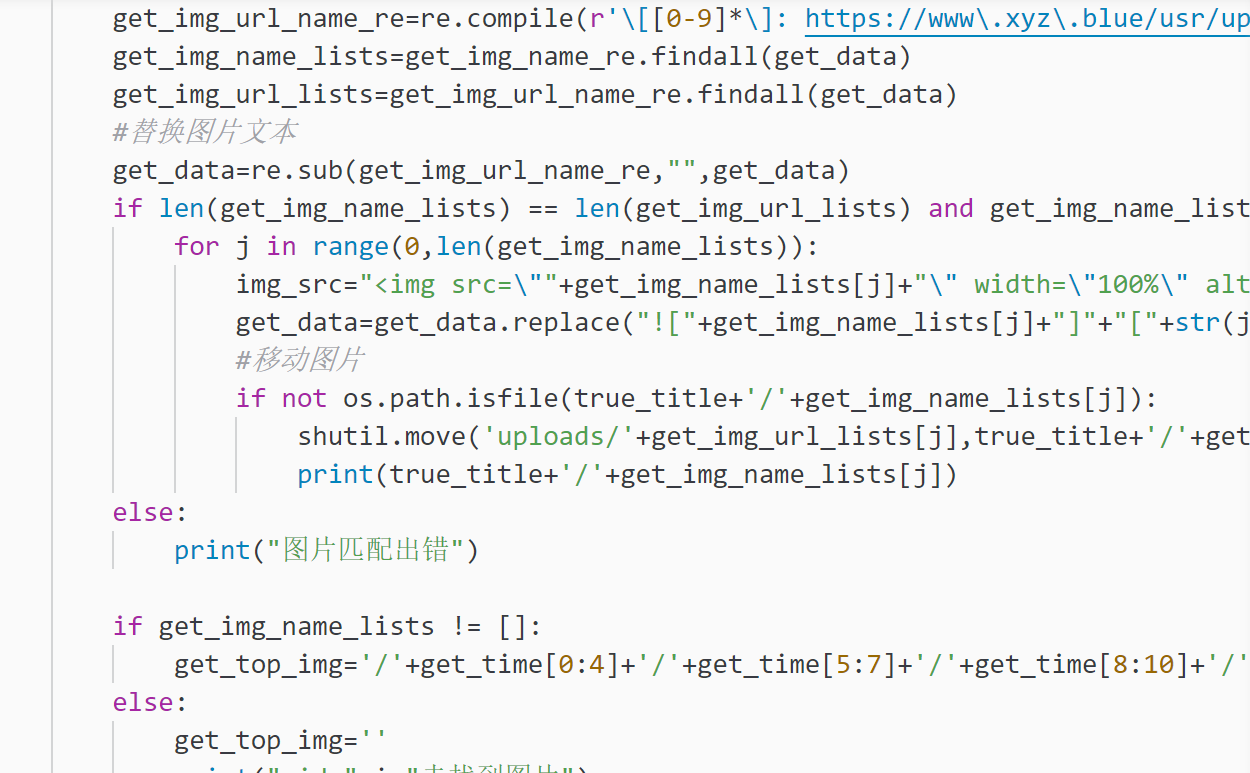 get_img_url_name_re=re.compile(r'\[[0-9]*\]: https://www\.xyz\.blue/usr/up
get_img_name_lists=get_img_name_re.findall(get_data)
get_img_url_lists=get_img_url_name_re.findall(get_data)
#替换图片文本
get_data=re.sub(get_img_url_name_re,"",get_data)
if len(get_img_name_lists) == len(get_img_url_lists) and get_img_name_list
for j in range(0,len(get_img_name_lists)):
img_src="<img src=\""+get_img_name_lists[j]+"\" width=\"100%\" alt
get_data=get_data.replace("!["+get_img_name_lists[j]+"]"+"["+str(j
#移动图片
if not os.path.isfile(true_title+'/'+get_img_name_lists[j]):
shutil.move('uploads/'+get_img_url_lists[j],true_title+'/'+get
print(true_title+'/'+get_img_name_lists[j])
else:
print("图片匹配出错")
if get_img_name_lists != []:
get_top_img='/'+get_time[0:4]+'/'+get_time[5:7]+'/'+get_time[8:10]+'/'
else:
get_top_img=''